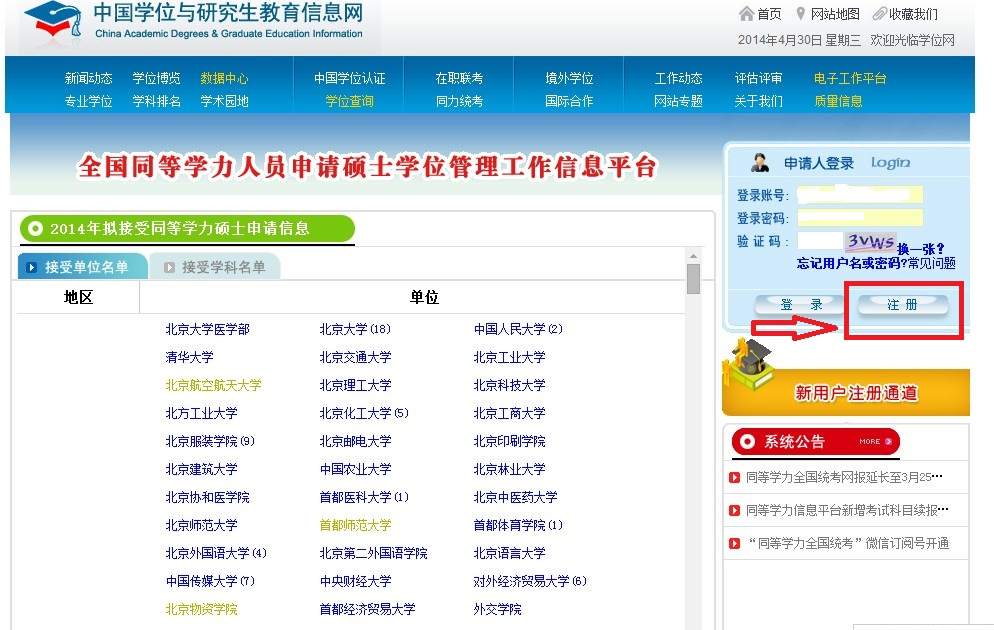 中国学位与研究生教育信息网
China Academic Degrees & Graduate Education Information
首页 网站地图 收藏我们
2014年4月30日 星期三 欢迎光临学位网
新闻动态 学位博览 数据中心 中国学位认证 在职联考 境外学位 工作动态 评估评审 电子工作平台
专业学位 学科排名 学术园地 学位查询 同力统考 国际合作 网站专题 关于我们 质量信息
全国同等学力人员申请硕士学位管理工作信息平台
申请人登录 Login
登录账号:
登录密码:
验 证 码: 3VWS 换一张?
忘记用户名或密码?常见问题
登 录 注 册
新用户注册通道
2014年拟接受同等学力硕士申请信息
接受单位名单 接受学科名单
地区 单位
北京大学医学部 北京大学(18) 中国人民大学(2)
清华大学 北京交通大学 北京工业大学
北京航空航天大学 北京理工大学 北京科技大学
北方工业大学 北京化工大学(5) 北京工商大学
北京服装学院(9) 北京邮电大学 北京印刷学院
北京建筑大学 中国农业大学 北京林业大学
北京协和医学院 首都医科大学(1) 北京中医药大学
北京师范大学 首都师范大学 首都体育学院(1)
北京外国语大学(4) 北京第二外国语学院 北京语言大学
中国传媒大学(7) 中央财经大学 对外经济贸易大学(6)
北京物资学院 首都经济贸易大学 外交学院
系统公告 MORE
同等学力全国统考网报延长至3月25…
同等学力信息平台新增考试科目续报…
“同等学力全国统考”微信订阅号开通